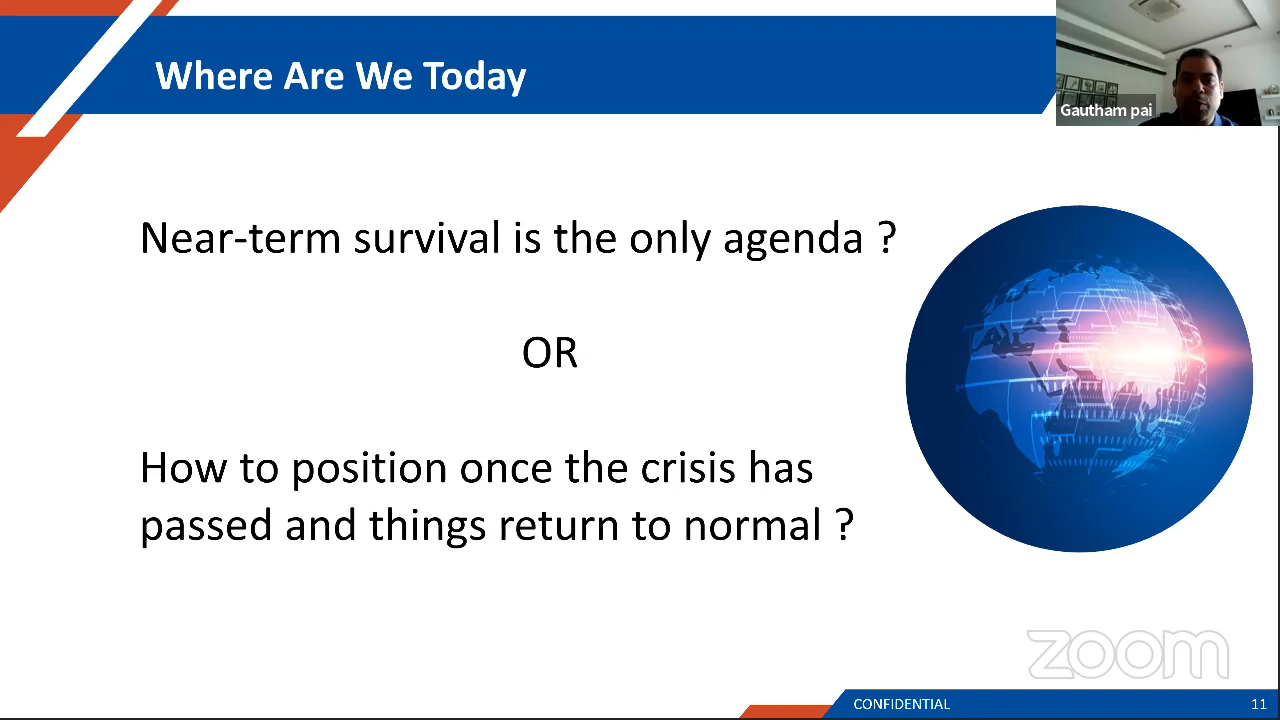 Where Are We Today
Gautham pai
Near-term survival is the only agenda ?
OR
How to position once the crisis has
passed and things return to normal ?
zoom
CONFIDENTIAL
11